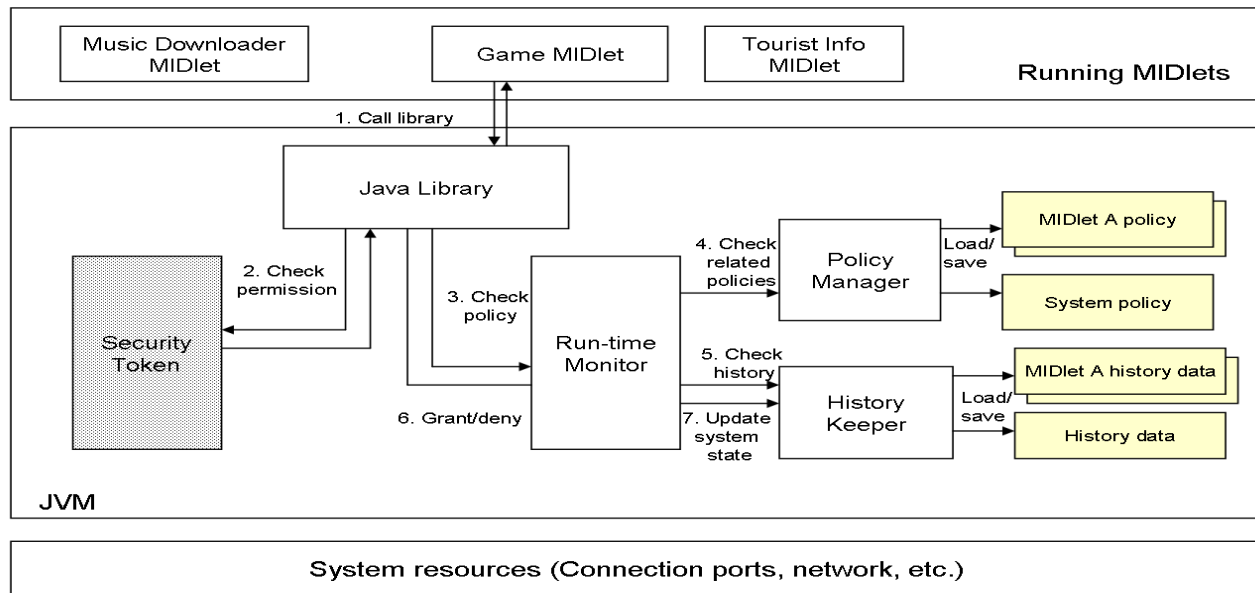 Music Downloader
MIDlet
Game MIDlet
Tourist Info
MIDlet
Running MIDlets
1. Call library
Java Library
2. Check
permission
Security
Token
3. Check
policy
Run-time
Monitor
6. Grant/deny
4. Check
related
policies
Policy
Manager
Load/
save
MIDlet A policy
System policy
5. Check
history
7. Update
system
state
History
Keeper
Load/
save
MIDlet A history data
History data
JVM
System resources (Connection ports, network, etc.)